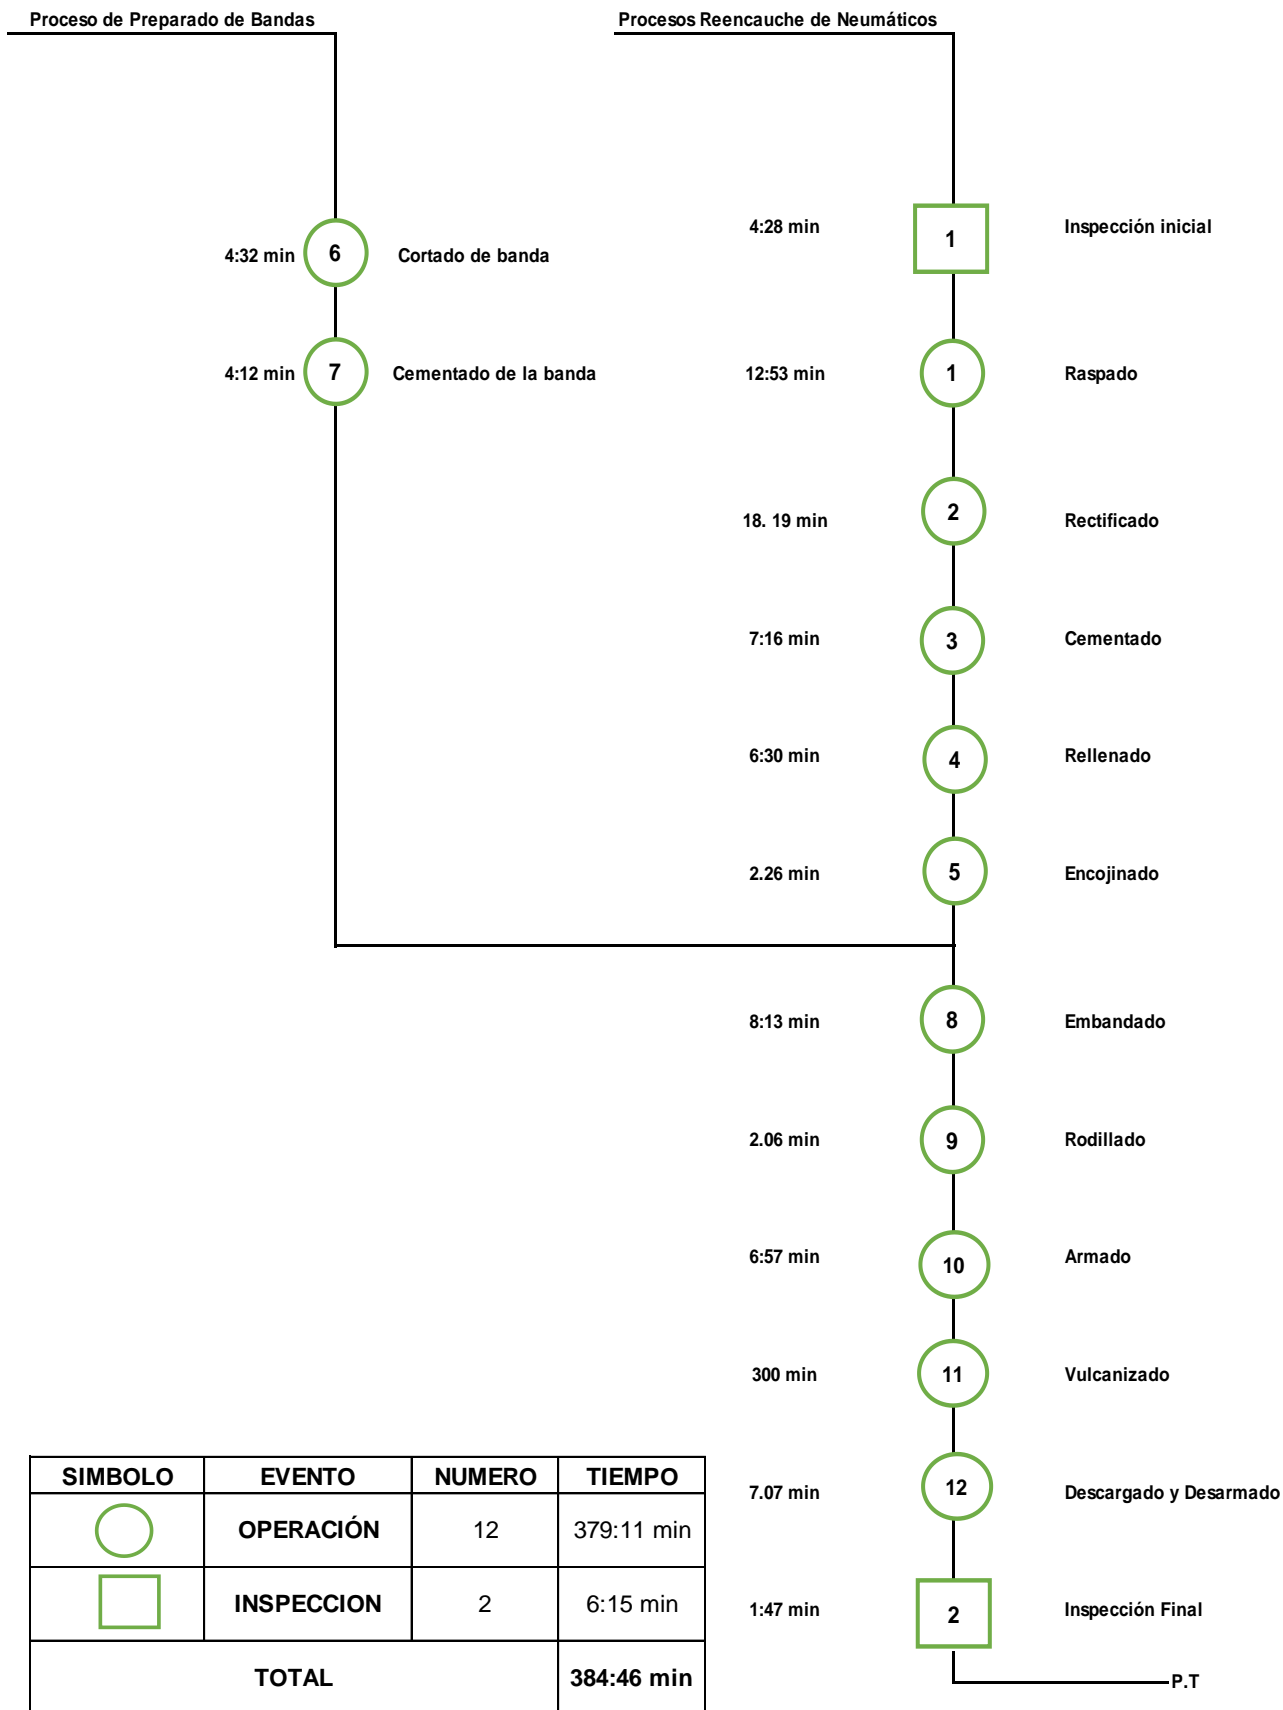 Proceso de Preparado de Bandas
Procesos Reencauche de Neumáticos
4:28 min 1 Inspección inicial
4:32 min 6 Cortado de banda
4:12 min 7 Cementado de la banda
12:53 min 1 Raspado
18. 19 min 2 Rectificado
7:16 min 3 Cementado
6:30 min 4 Rellenado
2.26 min 5 Encojinado
8:13 min 8 Embandado
2.06 min 9 Rodillado
6:57 min 10 Armado
300 min 11 Vulcanizado
7.07 min 12 Descargado y Desarmado
1:47 min 2 Inspección Final
P.T
SIMBOLO EVENTO NUMERO TIEMPO
OPERACIÓN 12 379:11 min
INSPECCION 2 6:15 min
TOTAL 384:46 min